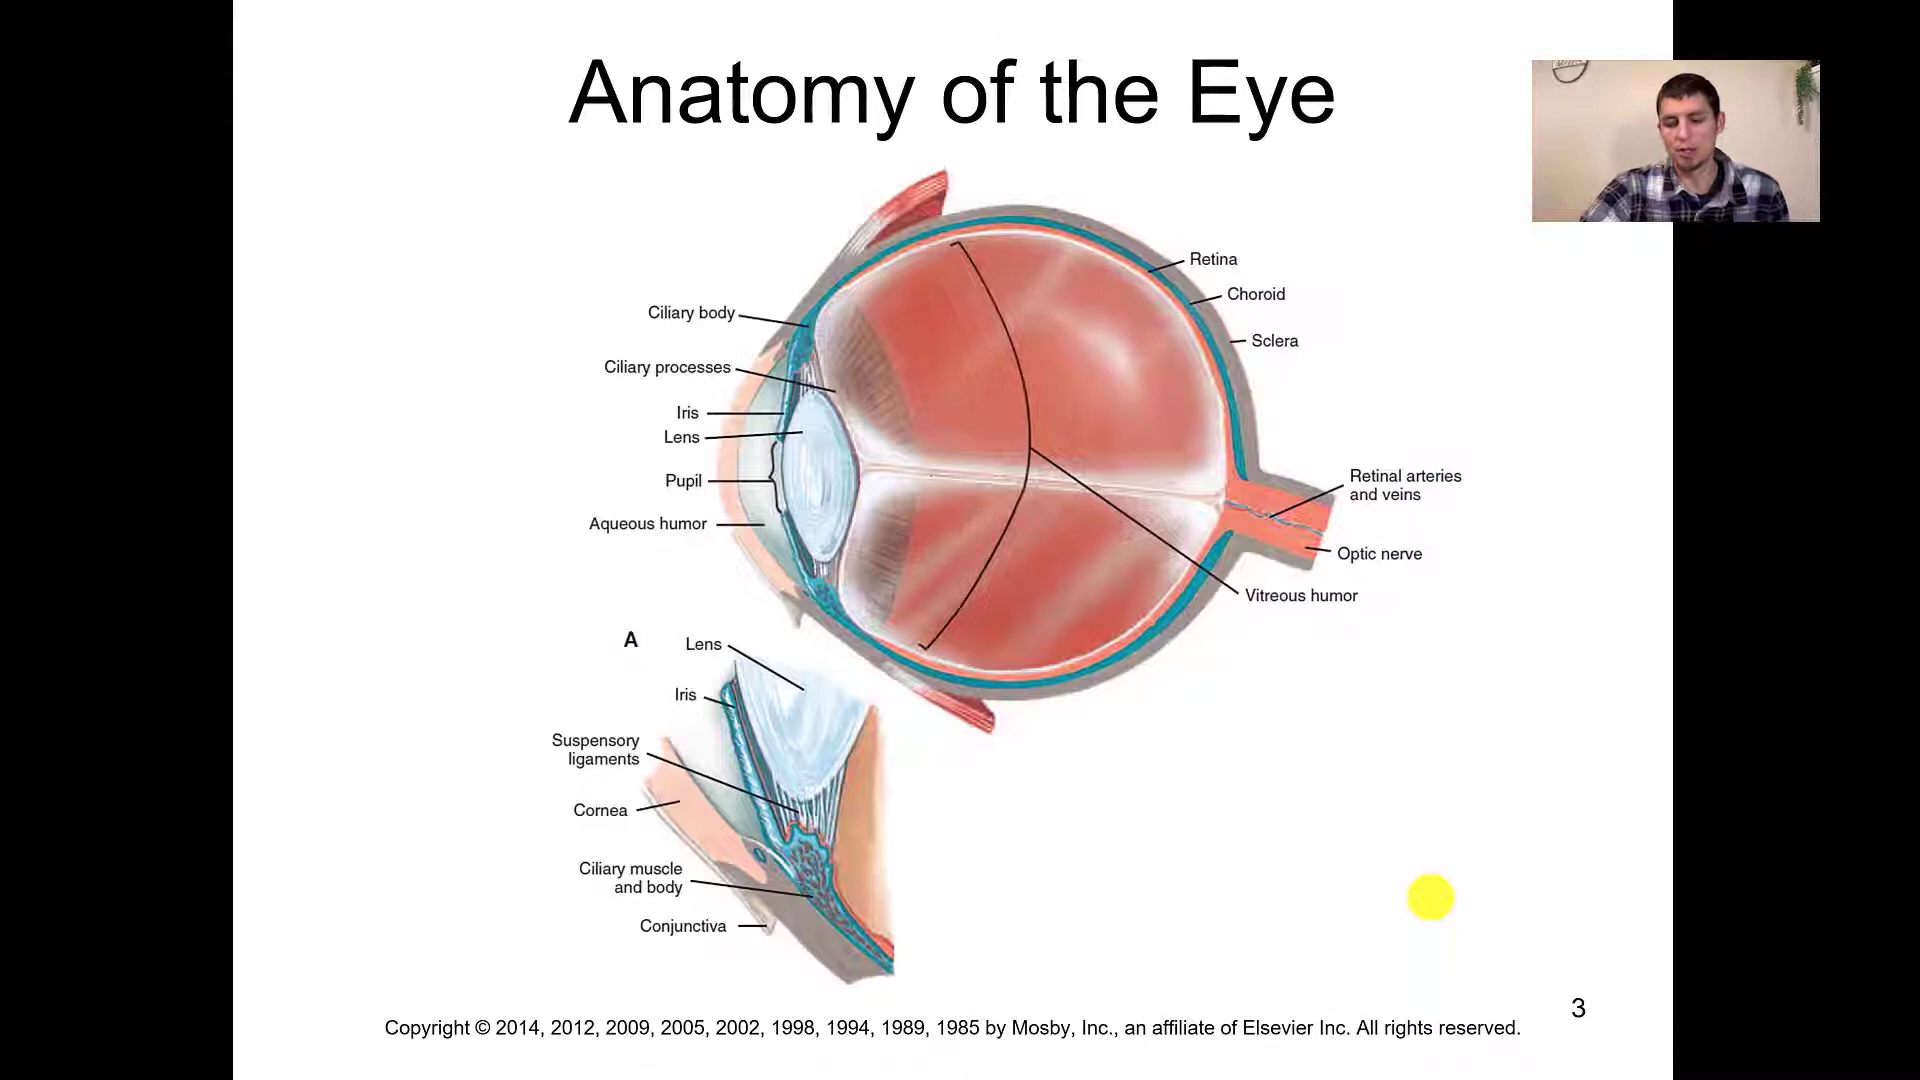 Anatomy of the Eye
Retina
Choroid
Ciliary body
Sclera
Ciliary processes
Iris
Lens
Pupil
Retinal arteries
and veins
Aqueous humor
Optic nerve
Vitreous humor
A
Lens
Iris
Suspensory
ligaments
Cornea
Ciliary muscle
and body
Conjunctiva
3
Copyright © 2014, 2012, 2009, 2005, 2002, 1998, 1994, 1989, 1985 by Mosby, Inc., an affiliate of Elsevier Inc. All rights reserved.